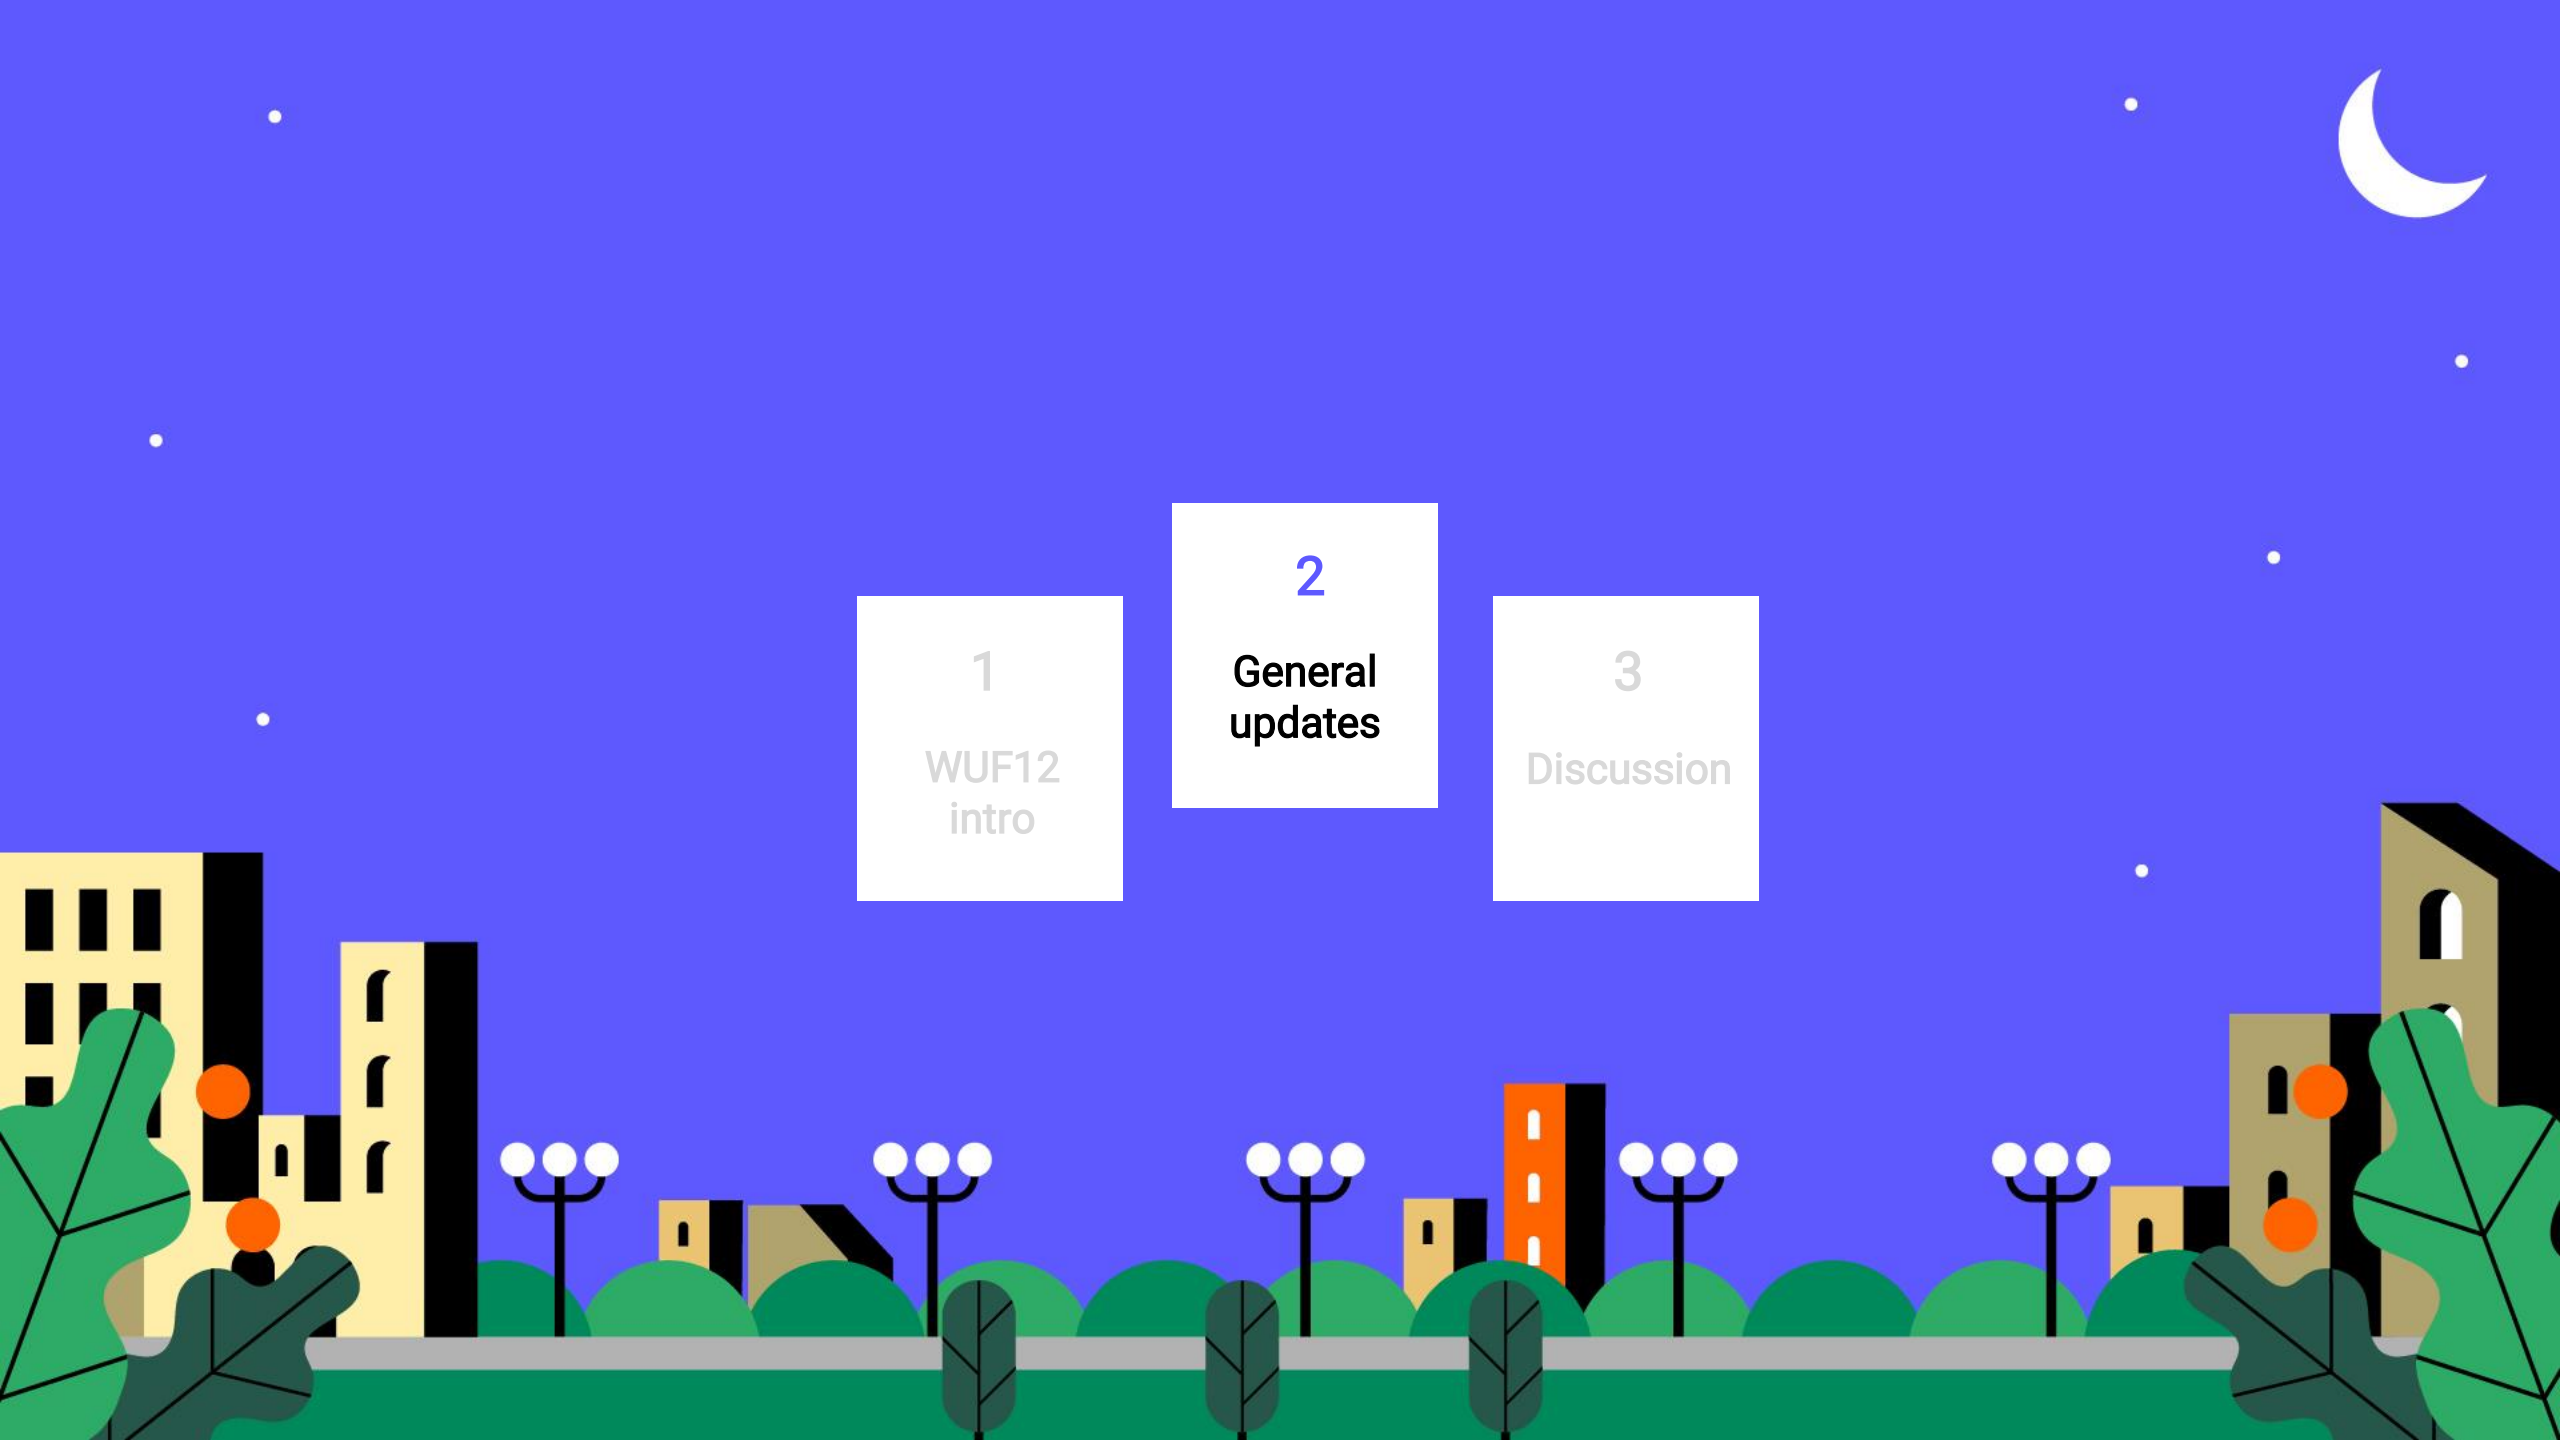 1
WUF12
intro
2
General
updates
3
Discussion